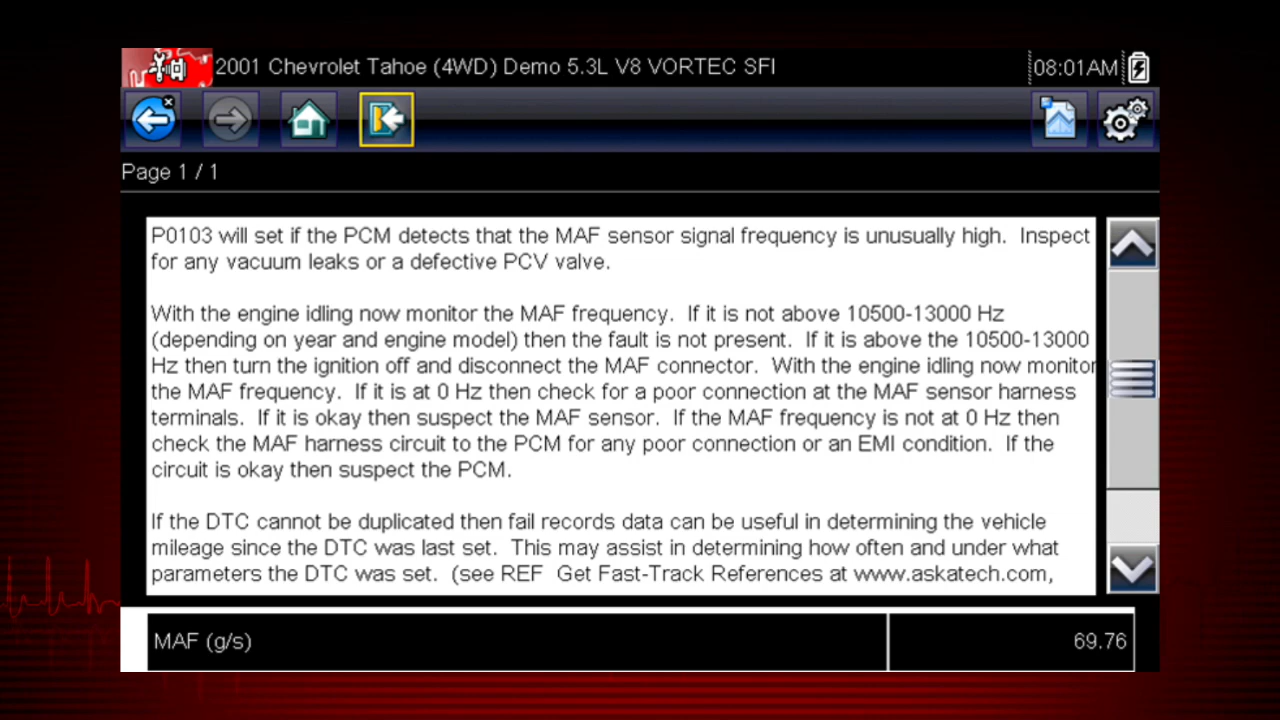 2001 Chevrolet Tahoe (4WD) Demo 5.3L V8 VORTEC SFI
08:01AM
Page 1 / 1
P0103 will set if the PCM detects that the MAF sensor signal frequency is unusually high.  Inspect
for any vacuum leaks or a defective PCV valve.
With the engine idling now monitor the MAF frequency.  If it is not above 10500-13000 Hz
(depending on year and engine model) then the fault is not present.  If it is above the 10500-13000
Hz then turn the ignition off and disconnect the MAF connector.  With the engine idling now monitor
the MAF frequency.  If it is at 0 Hz then check for a poor connection at the MAF sensor harness
terminals.  If it is okay then suspect the MAF sensor.  If the MAF frequency is not at 0 Hz then
check the MAF harness circuit to the PCM for any poor connection or an EMI condition.  If the
circuit is okay then suspect the PCM.
If the DTC cannot be duplicated then fail records data can be useful in determining the vehicle
mileage since the DTC was last set.  This may assist in determining how often and under what
parameters the DTC was set.  (see REF  Get Fast-Track References at www.askatech.com,
MAF (g/s)
69.76